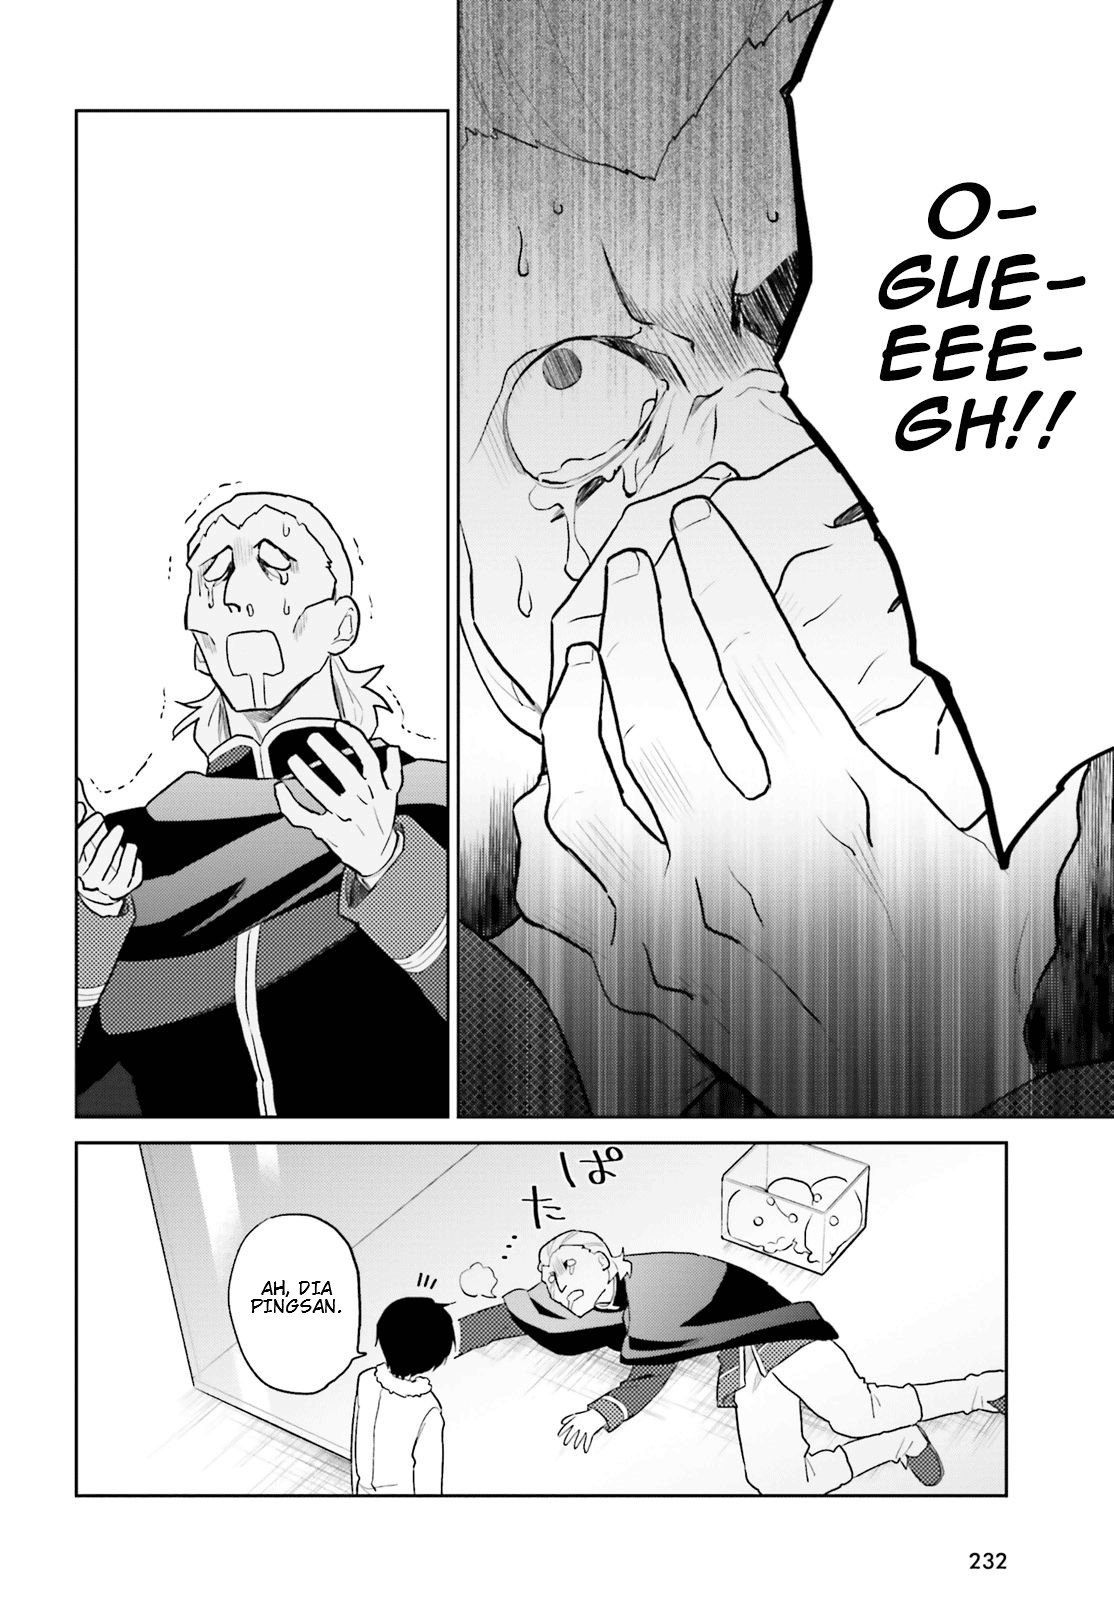 O-
GUE-
EEE-
GH!!
ぱた…
AH, DIA
PINGSAN.
232